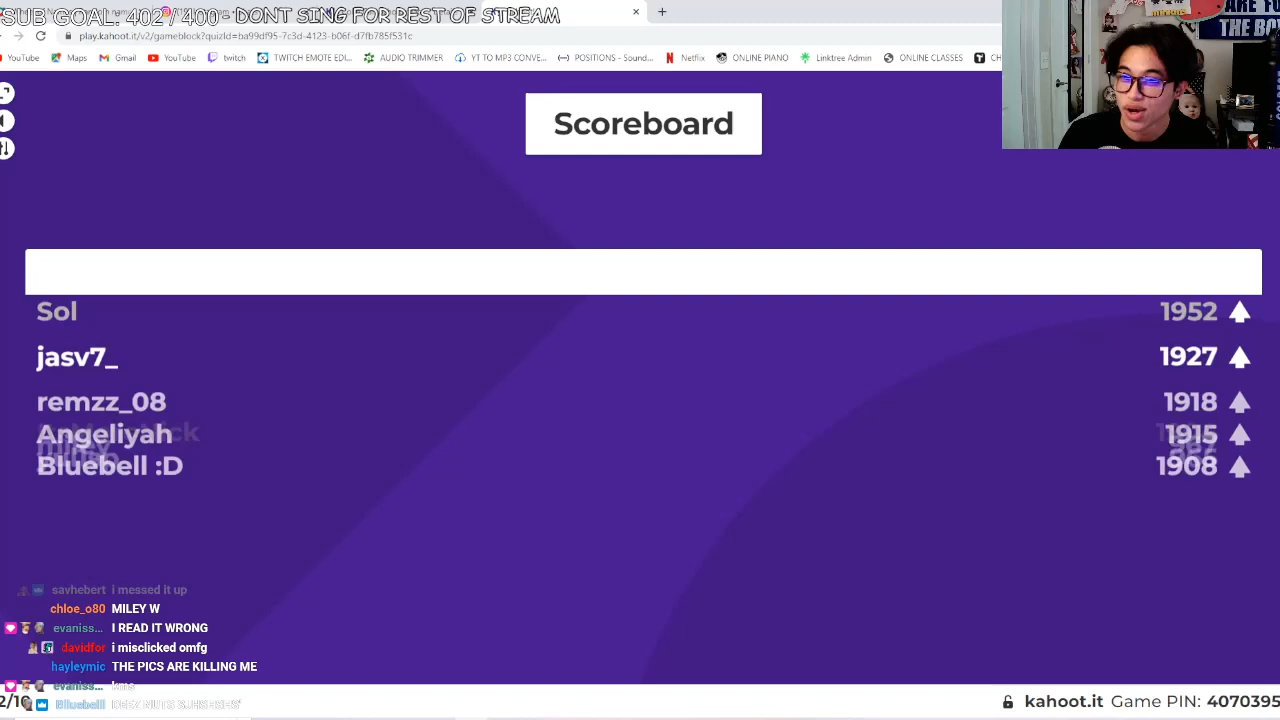 SUB GOAL: 402 / 400 - DONT SING FOR REST OF STREAM
play.kahoot.it/v2/gameblock?quizId=ba99df95-7c3d-4123-b06f-d7fb785f531c
YouTube Maps Gmail YouTube twitch TWITCH EMOTE EDI... AUDIO TRIMMER YT TO MP3 CONVE... POSITIONS - Sound... Netflix ONLINE PIANO Linktree Admin ONLINE CLASSES
Scoreboard
Sol 1952
jasv7_ 1927
remzz_08 1918
Angeliyah 1915
Bluebell :D 1908
savhebert i messed it up
chloe_o80 MILEY W
evaniss... I READ IT WRONG
davidfor i misclicked omfg
hayleymic THE PICS ARE KILLING ME
evaniss... kms
kahoot.it Game PIN: 4070395